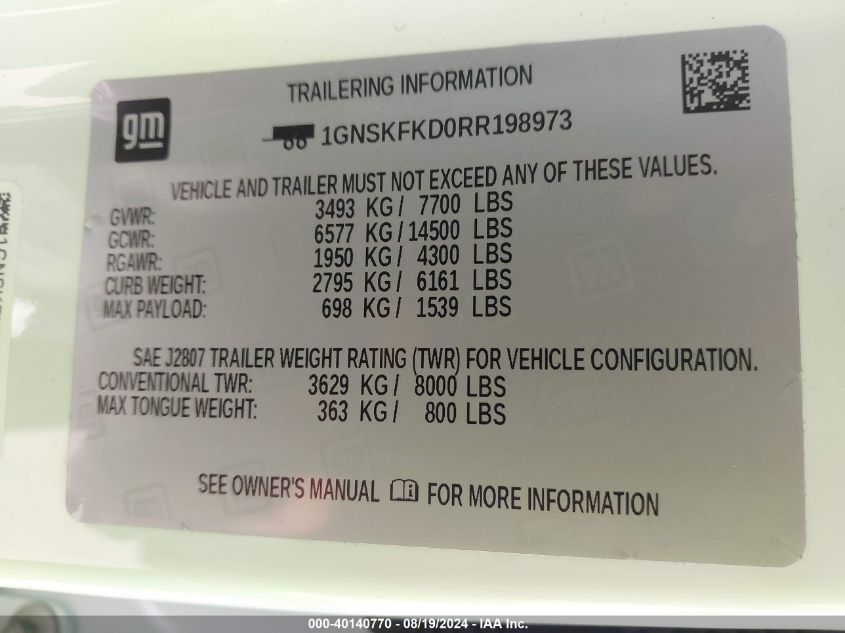 TRAILERING INFORMATION
gm
1GNSKFKD0RR198973
VEHICLE AND TRAILER MUST NOT EXCEED ANY OF THESE VALUES.
GVWR: 3493 KG / 7700 LBS
GCWR: 6577 KG / 14500 LBS
RGAWR: 1950 KG / 4300 LBS
CURB WEIGHT: 2795 KG / 6161 LBS
MAX PAYLOAD: 698 KG / 1539 LBS
SAE J2807 TRAILER WEIGHT RATING (TWR) FOR VEHICLE CONFIGURATION.
CONVENTIONAL TWR: 3629 KG / 8000 LBS
MAX TONGUE WEIGHT: 363 KG / 800 LBS
SEE OWNER'S MANUAL FOR MORE INFORMATION
000-40140770 - 08/19/2024 - IAA Inc.